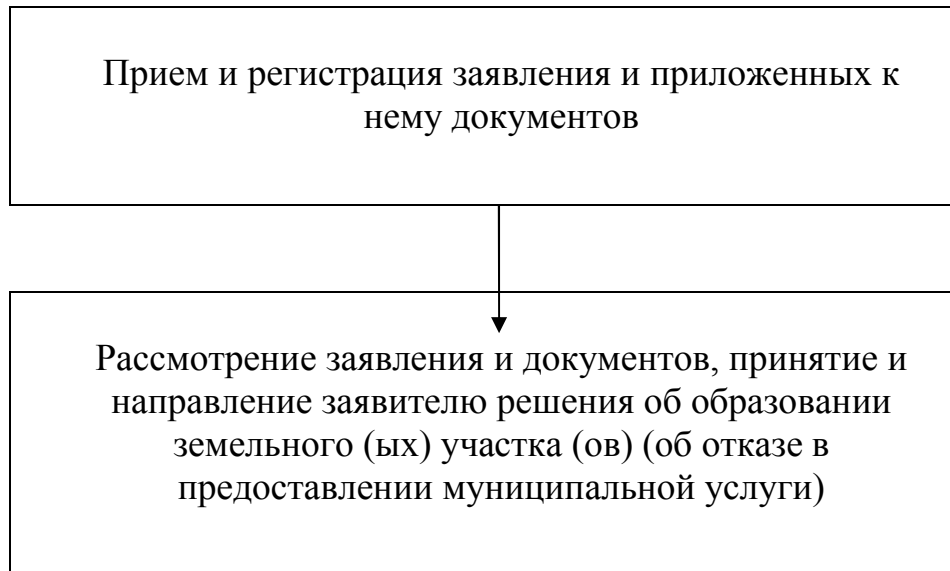 Прием и регистрация заявления и приложенных к
нему документов
Рассмотрение заявления и документов, принятие и
направление заявителю решения об образовании
земельного (ых) участка (ов) (об отказе в
предоставлении муниципальной услуги)